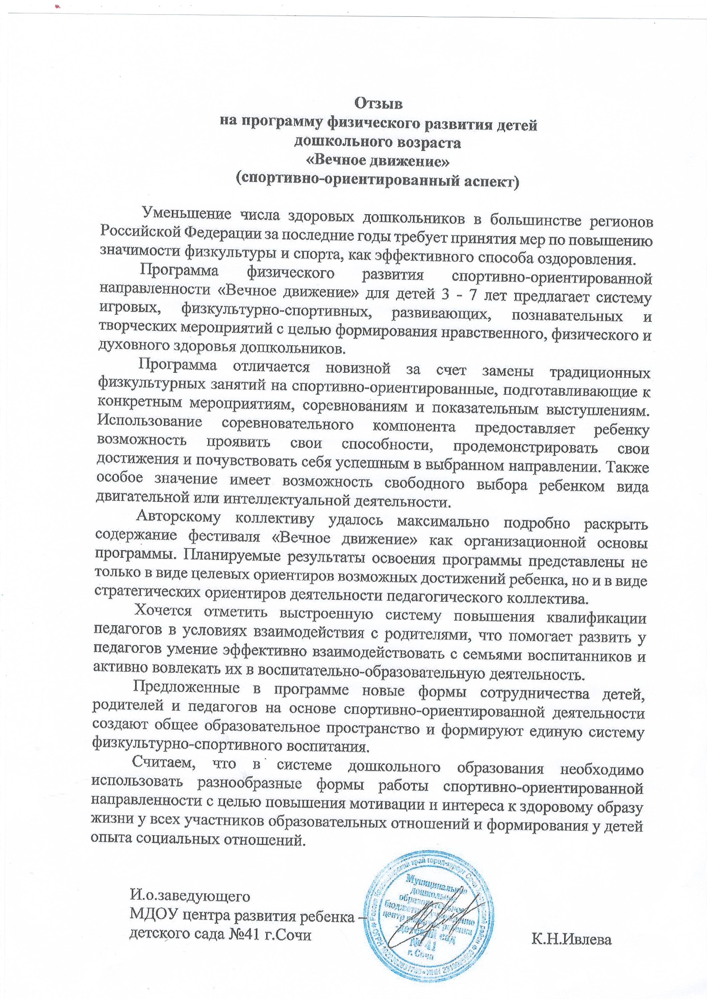 Отзыв
на программу физического развития детей
дошкольного возраста
«Вечное движение»
(спортивно-ориентированный аспект)
Уменьшение числа здоровых дошкольников в большинстве регионов
Российской Федерации за последние годы требует принятия мер по повышению
значимости физкультуры и спорта, как эффективного способа оздоровления.
Программа физического развития спортивно-ориентированной
направленности «Вечное движение» для детей 3 - 7 лет предлагает систему
игровых, физкультурно-спортивных, развивающих, познавательных и
творческих мероприятий с целью формирования нравственного, физического и
духовного здоровья дошкольников.
Программа отличается новизной за счет замены традиционных
физкультурных занятий на спортивно-ориентированные, подготавливающие к
конкретным мероприятиям, соревнованиям и показательным выступлениям.
Использование соревновательного компонента предоставляет ребенку
возможность проявить свои способности, продемонстрировать свои
достижения и почувствовать себя успешным в выбранном направлении. Также
особое значение имеет возможность свободного выбора ребенком вида
двигательной или интеллектуальной деятельности.
Авторскому коллективу удалось максимально подробно раскрыть
содержание фестиваля «Вечное движение» как организационной основы
программы. Планируемые результаты освоения программы представлены не
только в виде целевых ориентиров возможных достижений ребенка, но и в виде
стратегических ориентиров деятельности педагогического коллектива.
Хочется отметить выстроенную систему повышения квалификации
педагогов в условиях взаимодействия с родителями, что помогает развить у
педагогов умение эффективно взаимодействовать с семьями воспитанников и
активно вовлекать их в воспитательно-образовательную деятельность.
Предложенные в программе новые формы сотрудничества детей,
родителей и педагогов на основе спортивно-ориентированной деятельности
создают общее образовательное пространство и формируют единую систему
физкультурно-спортивного воспитания.
Считаем, что в системе дошкольного образования необходимо
использовать разнообразные формы работы спортивно-ориентированной
направленности с целью повышения мотивации и интереса к здоровому образу
жизни у всех участников образовательных отношений и формирования у детей
опыта социальных отношений.
И.о.заведующего
МДОУ центра развития ребенка –
детского сада №41 г.Сочи
К.Н.Ивлева
Муниципальное
дошкольное
образовательное
бюджетное учреждение
центр развития ребенка
-детский сад
№ 41
г. Сочи